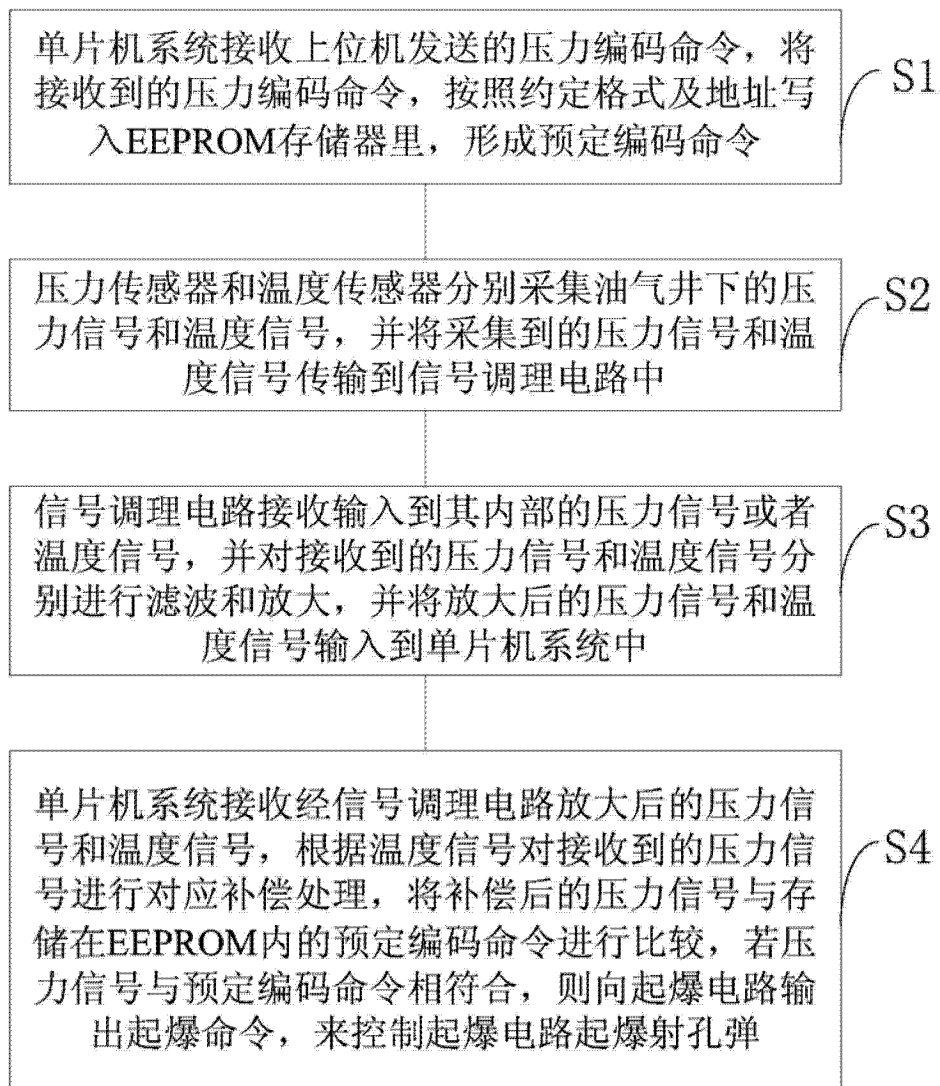 单片机系统接收上位机发送的压力编码命令，将
接收到的压力编码命令，按照约定格式及地址写
入EEPROM存储器里，形成预定编码命令
S1
压力传感器和温度传感器分别采集油气井下的压
力信号和温度信号，并将采集到的压力信号和温
度信号传输到信号调理电路中
S2
信号调理电路接收输入到其内部的压力信号或者
温度信号，并对接收到的压力信号和温度信号分
别进行滤波和放大，并将放大后的压力信号和温
度信号输入到单片机系统中
S3
单片机系统接收经信号调理电路放大后的压力信
号和温度信号，根据温度信号对接收到的压力信
号进行对应补偿处理，将补偿后的压力信号与存
储在EEPROM内的预定编码命令进行比较，若压
力信号与预定编码命令相符合，则向起爆电路输
出起爆命令，来控制起爆电路起爆射孔弹
S4